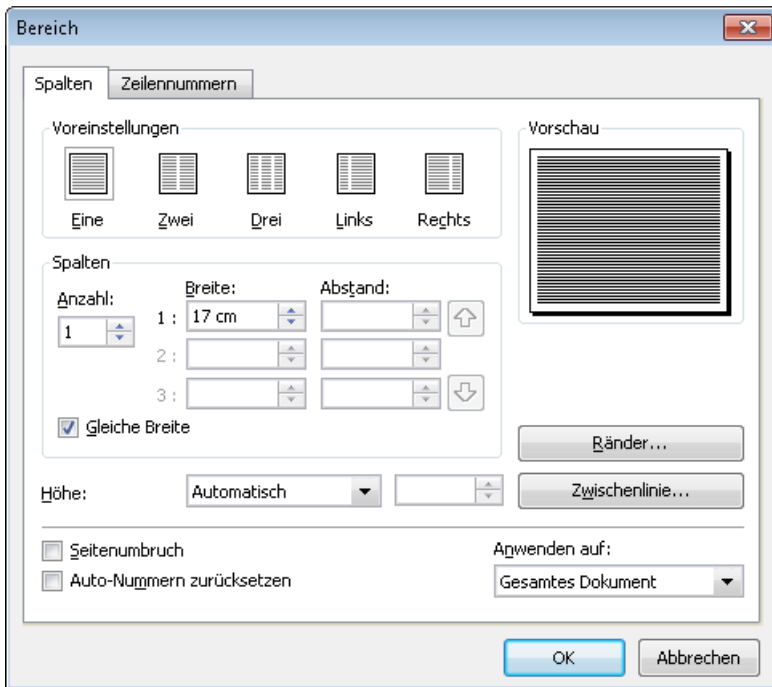 Bereich
Spalten Zeilennummern
Voreinstellungen
Eine Zwei Drei Links Rechts
Vorschau
Spalten
Anzahl: Breite: Abstand:
1
1 : 17 cm
2 :
3 :
Gleiche Breite
Ränder...
Höhe: Automatisch
Zwischenlinie...
Seitenumbruch
Auto-Nummern zurücksetzen
Anwenden auf:
Gesamtes Dokument
OK Abbrechen